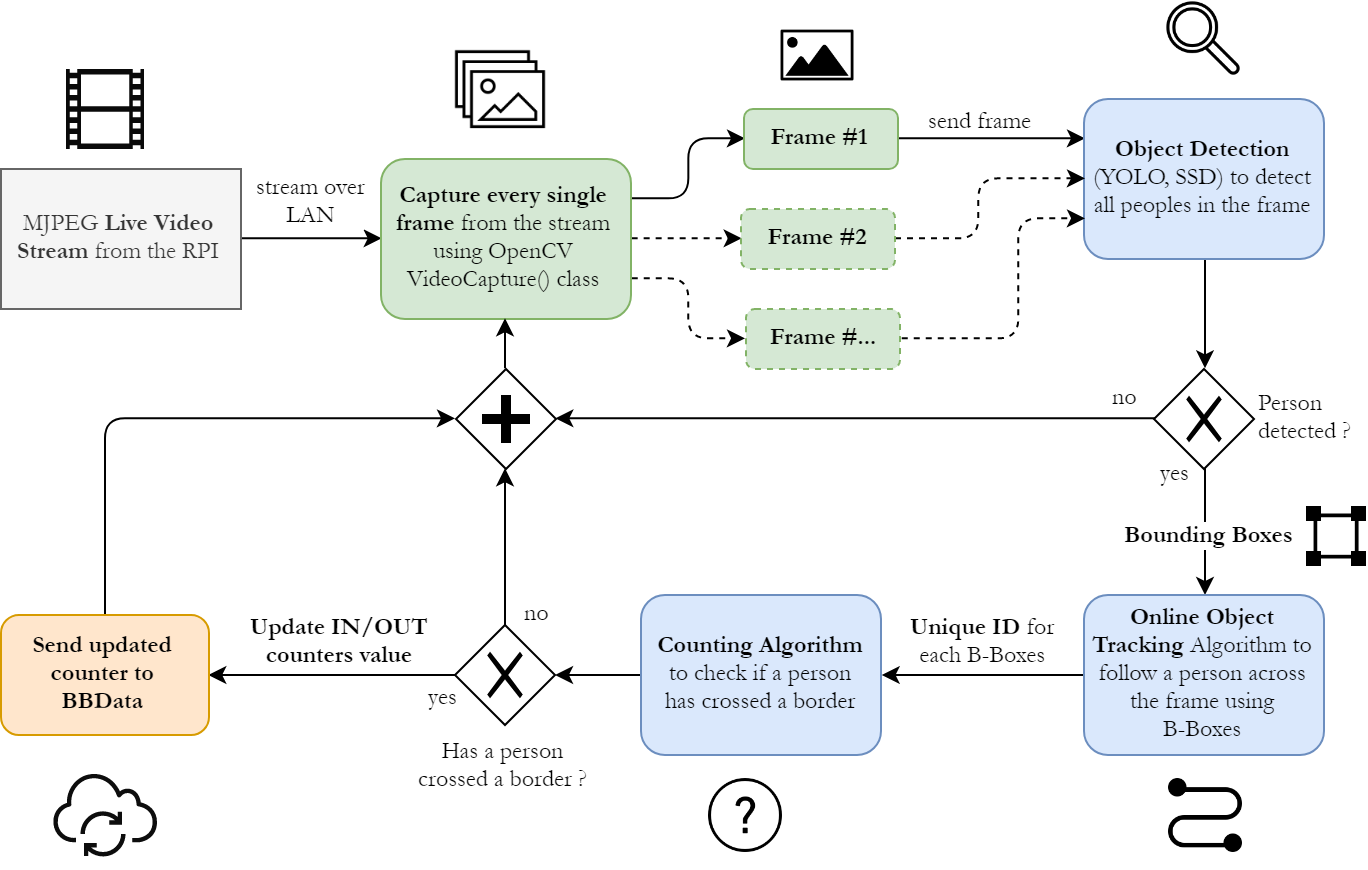 MJPEG Live Video
Stream from the RPI
stream over
LAN
Capture every single
frame from the stream
using OpenCV
VideoCapture() class
Frame #1
Frame #2
Frame #...
send frame
Object Detection
(YOLO, SSD) to detect
all peoples in the frame
no
Person
detected ?
yes
Bounding Boxes
Online Object
Tracking Algorithm to
follow a person across
the frame using
B-Boxes
Unique ID for
each B-Boxes
Counting Algorithm
to check if a person
has crossed a border
no
yes
Has a person
crossed a border ?
Update IN/OUT
counters value
Send updated
counter to
BBData
?